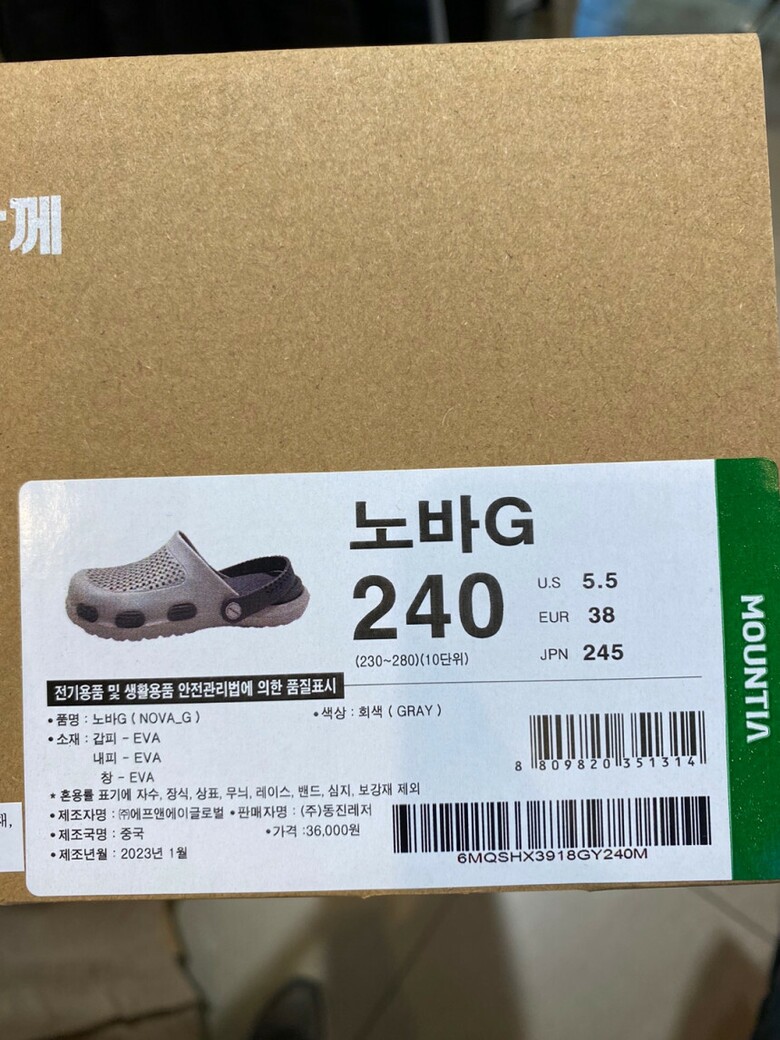 께
노바G
240
U.S 5.5
EUR 38
JPN 245
(230~280)(10단위)
MOUNTIA
전기용품 및 생활용품 안전관리법에 의한 품질표시
• 품명 : 노바G ( NOVA_G ) • 색상 : 회색 ( GRAY )
• 소재 : 갑피 - EVA
내피 - EVA
창 - EVA
* 혼용률 표기에 자수, 장식, 상표, 무늬, 레이스, 밴드, 심지, 보강재 제외
• 제조자명 : ㈜에프앤에이글로벌 • 판매자명 : (주)동진레저
• 제조국명 : 중국 • 가격 :36,000원
• 제조년월 : 2023년 1월
8 809820 351314
6MQSHX3918GY240M